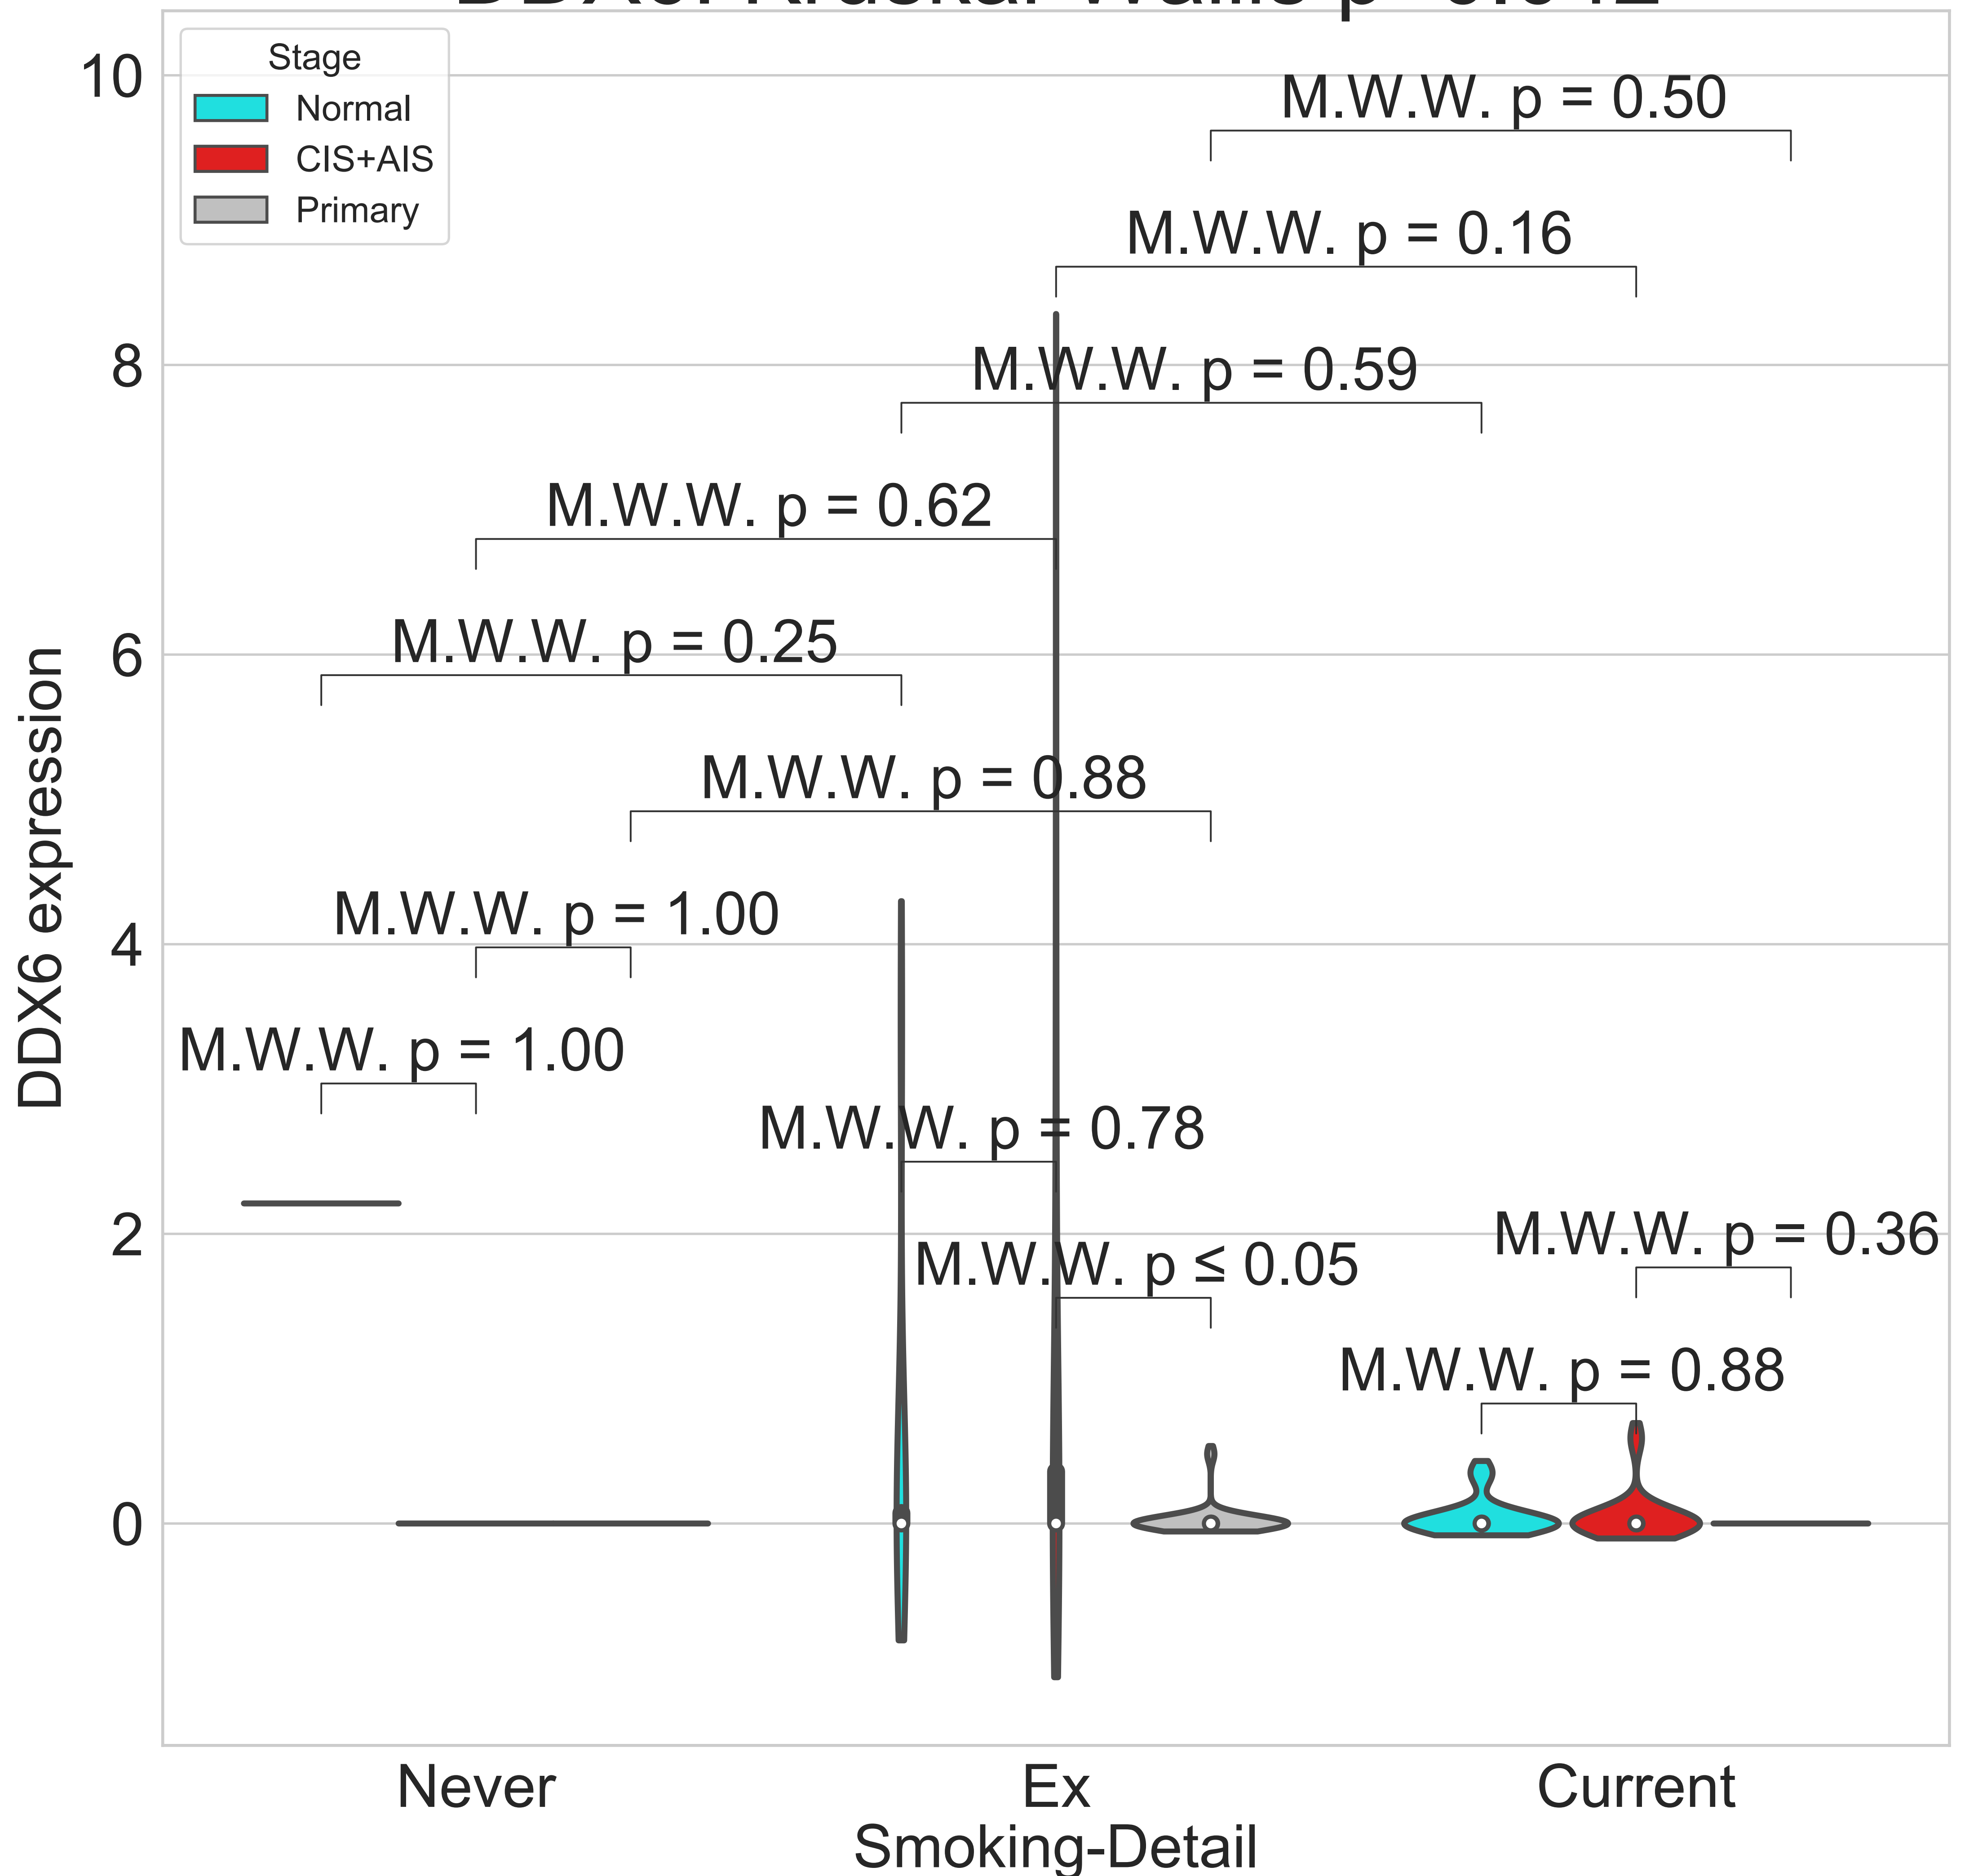 10
8
6
4
2
0
DDX6 expression
Stage
Normal
CIS+AIS
Primary
M.W.W. p = 0.50
M.W.W. p = 0.16
M.W.W. p = 0.59
M.W.W. p = 0.62
M.W.W. p = 0.25
M.W.W. p = 0.88
M.W.W. p = 1.00
M.W.W. p = 1.00
M.W.W. p = 0.78
M.W.W. p ≤ 0.05
M.W.W. p = 0.36
M.W.W. p = 0.88
Never
Ex
Current
Smoking-Detail